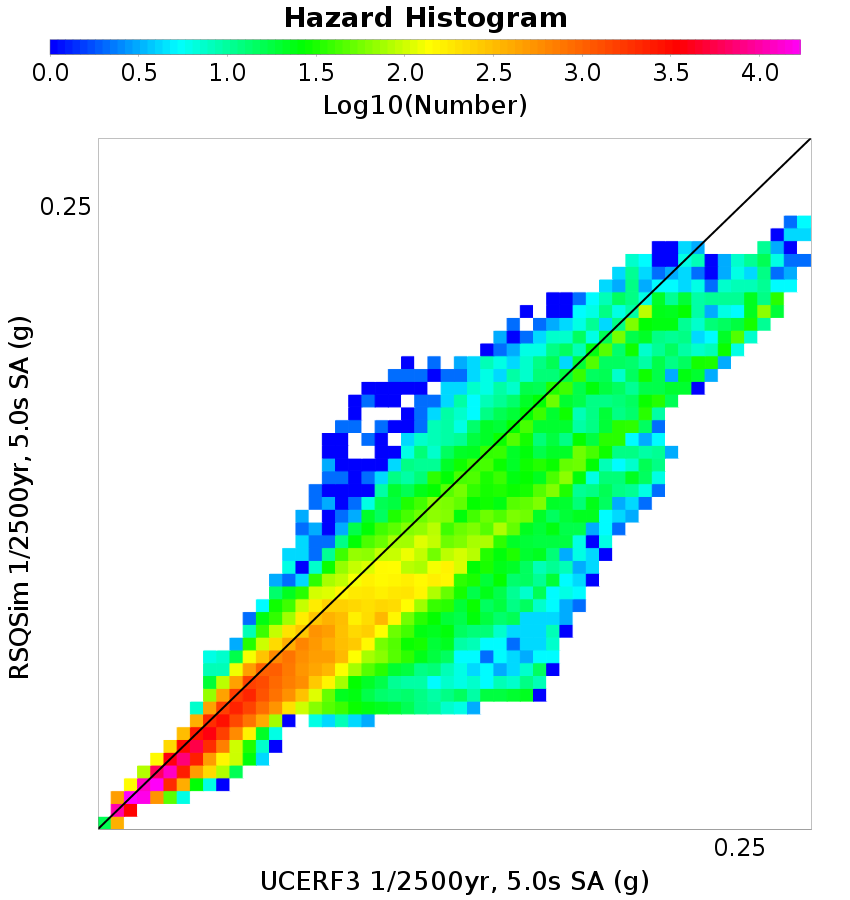 Hazard Histogram
0.0 0.5 1.0 1.5 2.0 2.5 3.0 3.5 4.0
Log10(Number)
0.25
RSQSim 1/2500yr, 5.0s SA (g)
0.25
UCERF3 1/2500yr, 5.0s SA (g)